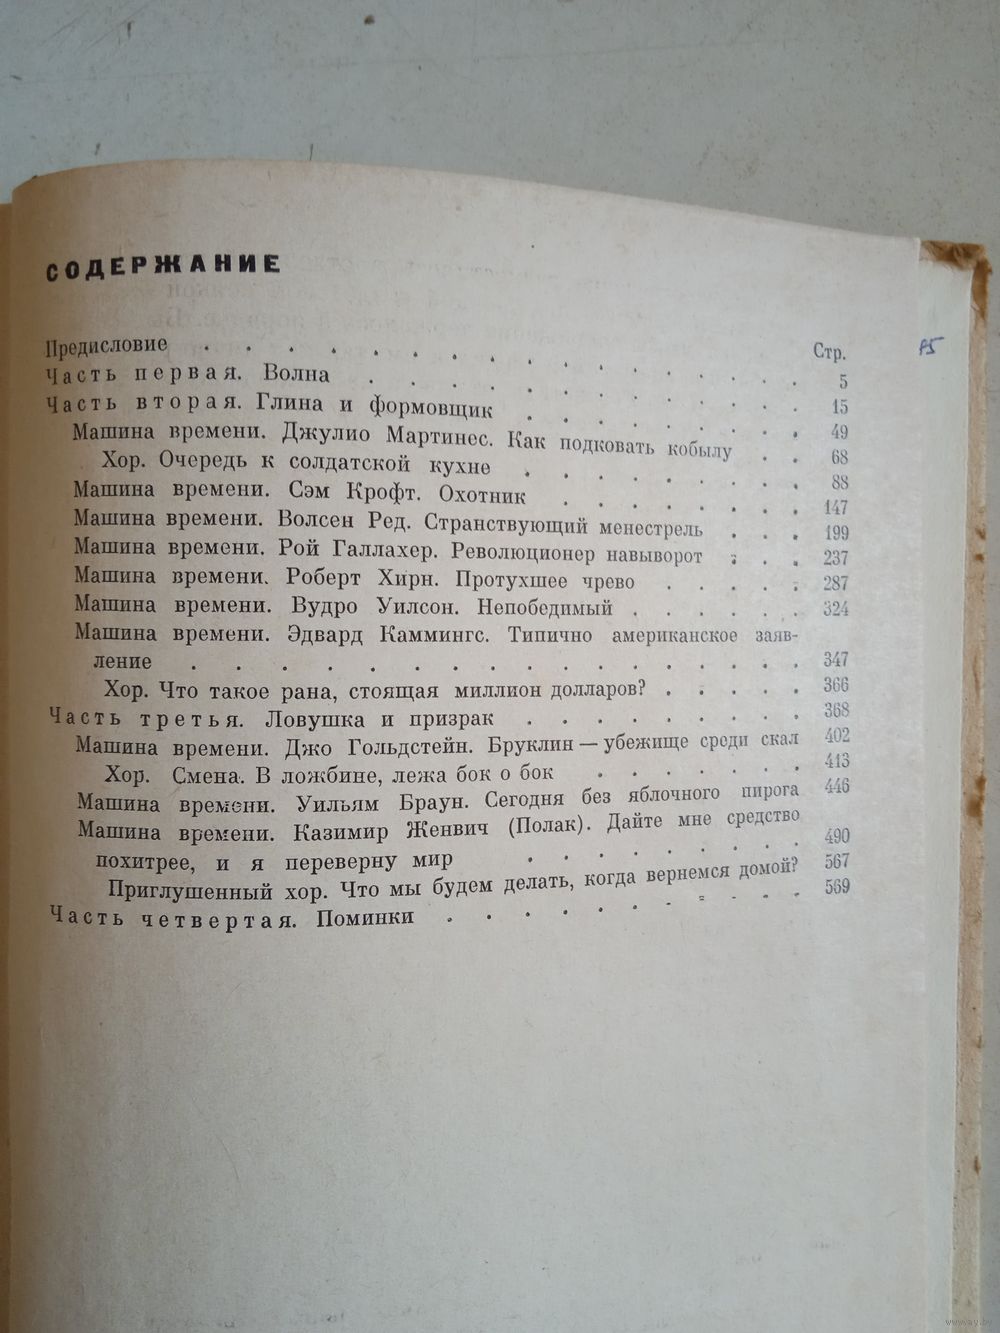 СОДЕРЖАНИЕ
Стр.
Предисловие . . . . . . . . . . . . . . 5
Часть первая. Волна . . . . . . . . . . . 15
Часть вторая. Глина и формовщик . . . . . . . 49
Машина времени. Джулио Мартинес. Как подковать кобылу . . 68
Хор. Очередь к солдатской кухне . . . . . . . 88
Машина времени. Сэм Крофт. Охотник . . . . . . 147
Машина времени. Волсен Ред. Странствующий менестрель . . . 199
Машина времени. Рой Галлахер. Революционер навыворот . . . 237
Машина времени. Роберт Хирн. Протухшее чрево . . . . . 287
Машина времени. Вудро Уилсон. Непобедимый . . . . . . 324
Машина времени. Эдвард Каммингс. Типично американское заяв-
ление . . . . . . . . . . . . . . 347
Хор. Что такое рана, стоящая миллион долларов? . . . . . 366
Часть третья. Ловушка и призрак . . . . . . . . 368
Машина времени. Джо Гольдстейн. Бруклин — убежище среди скал 402
Хор. Смена. В ложбине, лежа бок о бок . . . . . . 413
Машина времени. Уильям Браун. Сегодня без яблочного пирога 446
Машина времени. Казимир Женвич (Полак). Дайте мне средство
похитрее, и я переверну мир . . . . . . . . 490
Приглушенный хор. Что мы будем делать, когда вернемся домой? 567
Часть четвертая. Поминки . . . . . . . . . . 569
www.ay.by